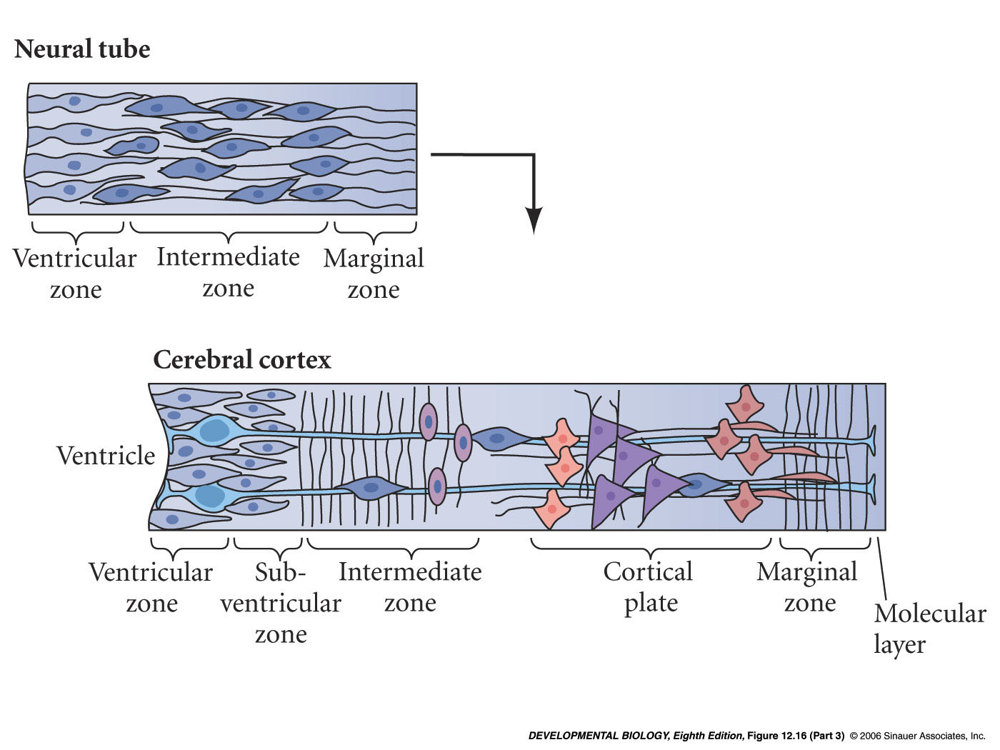 Neural tube
Ventricular
zone
Intermediate
zone
Marginal
zone
Cerebral cortex
Ventricle
Ventricular
zone
Sub-
ventricular
zone
Intermediate
zone
Cortical
plate
Marginal
zone
Molecular
layer
DEVELOPMENTAL BIOLOGY, Eighth Edition, Figure 12.16 (Part 3) © 2006 Sinauer Associates, Inc.